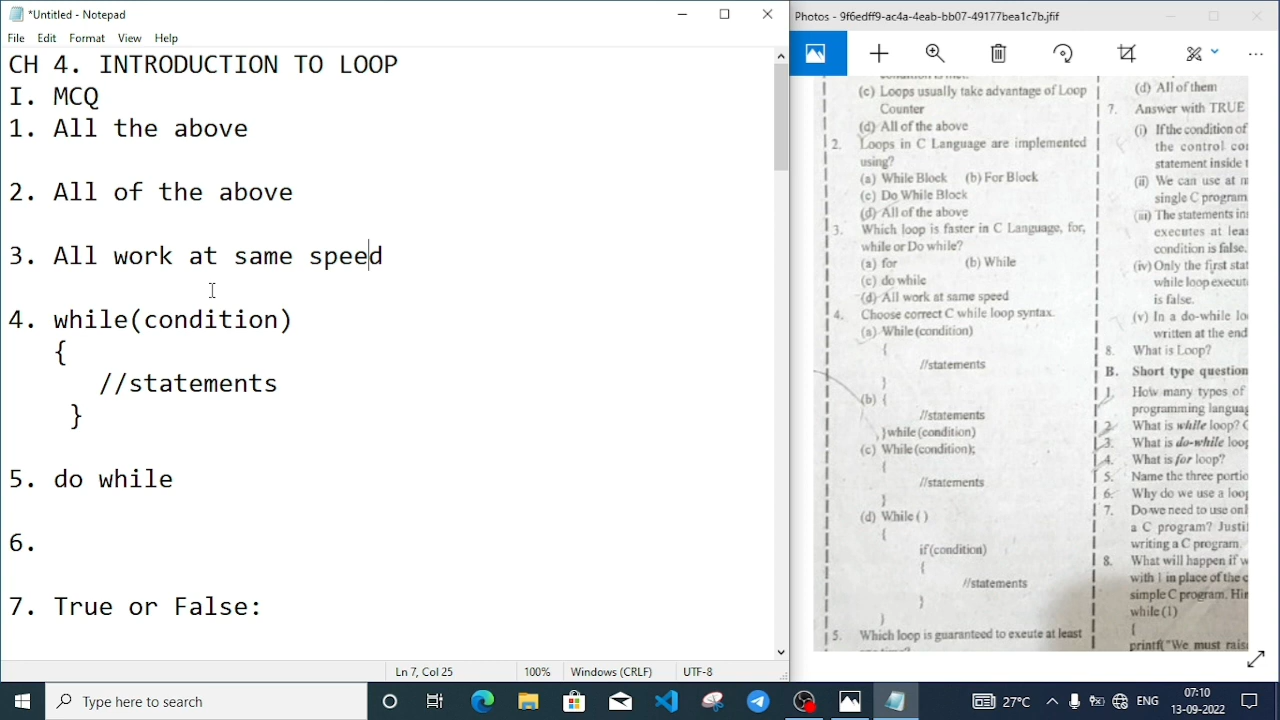 *Untitled - Notepad
File Edit Format View Help
CH 4. INTRODUCTION TO LOOP
I. MCQ
1. All the above
2. All of the above
3. All work at same speed
4. while(condition)
{
//statements
}
5. do while
6.
7. True or False:
Ln 7, Col 25 100% Windows (CRLF) UTF-8
Photos - 9f6edff9-ac4a-4eab-bb07-49177bea1c7b.jfif
(c) Loops usually take advantage of Loop
Counter
(d) All of the above
2. Loops in C Language are implemented
using?
(a) While Block (b) For Block
(c) Do While Block
(d) All of the above
3. Which loop is faster in C Language, for,
while or Do while?
(a) for (b) While
(c) do while
(d) All work at same speed
4. Choose correct C while loop syntax.
(a) While (condition)
{
//statements
}
(b) {
//statements
}while (condition)
(c) While (condition);
{
//statements
}
(d) While ( )
{
if (condition)
{
//statements
}
}
5. Which loop is guaranteed to exeute at least
(d) All of them
7. Answer with TRUE
(i) If the condition of
the control
statement inside
(ii) We can use at
single C program
(iii) The statements
executes at
condition is false.
(iv) Only the first
while loop
is false.
(v) In a do-while
written at the end
8. What is Loop?
B. Short type question
1. How many types of
programming
2. What is while loop?
3. What is do-while loop
4. What is for loop?
5. Name the three
6. Why do we use a loop
7. Do we need to use
a C program?
writing a C program.
8. What will happen if
with 1 in place of the
simple C program.
while (1)
{
printf("We must
Type here to search
27°C ENG 07:10
13-09-2022